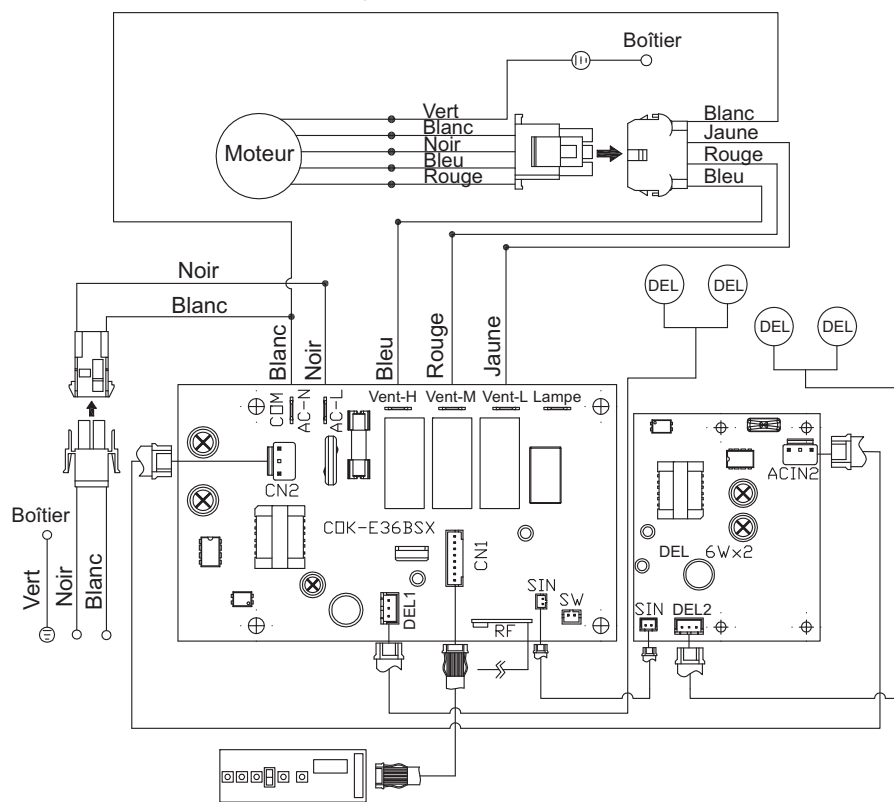 Boîtier
Vert
Blanc
Noir
Bleu
Rouge
Moteur
Blanc
Jaune
Rouge
Bleu
Noir
Blanc
DEL
DEL
DEL
DEL
Blanc
Noir
Bleu
Rouge
Jaune
COM
AC-N
AC-L
Vent-H
Vent-M
Vent-L
Lampe
CN2
ACIN2
COK-E36BSX
CN1
DEL
6W×2
Boîtier
Vert
Noir
Blanc
DEL1
SIN
SW
RF
SIN
DEL2